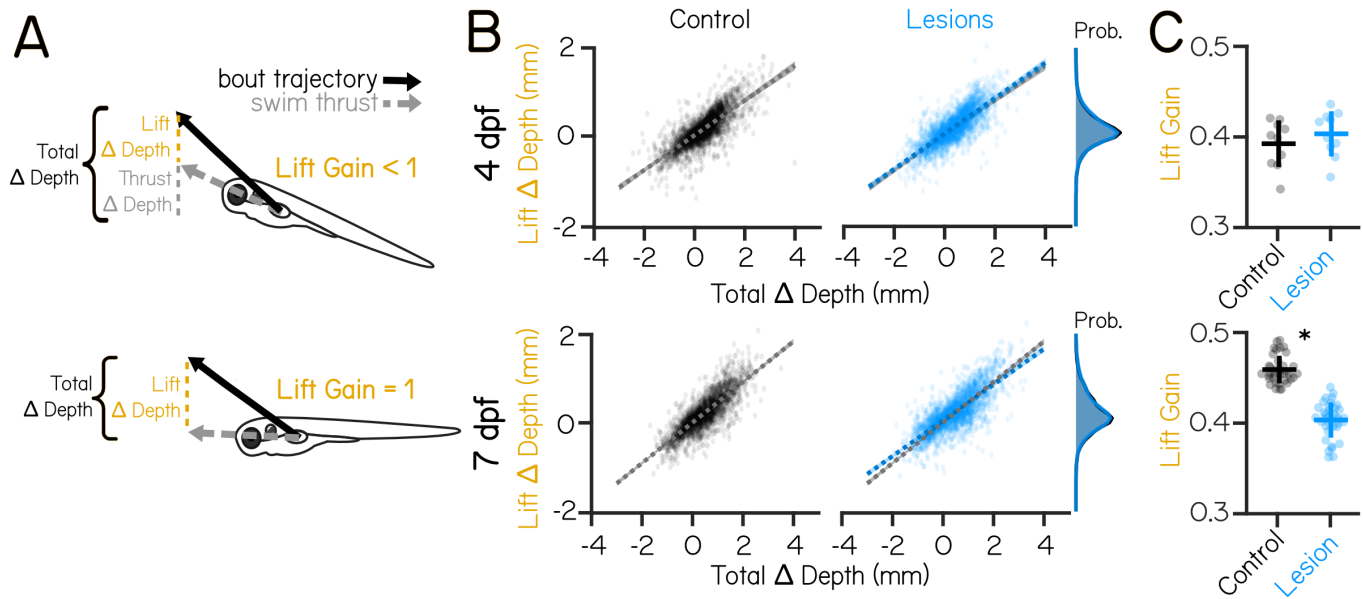 A
bout trajectory
swim thrust
Total
Δ Depth
Lift
Δ Depth
Thrust
Δ Depth
Lift Gain < 1
Total
Δ Depth
Lift
Δ Depth
Lift Gain = 1
B
Control
Lesions
Prob.
4 dpf
Lift Δ Depth (mm)
2
0
-2
-4 -2 0 2 4
-4 -2 0 2 4
Total Δ Depth (mm)
7 dpf
Lift Δ Depth (mm)
2
0
-2
-4 -2 0 2 4
-4 -2 0 2 4
Total Δ Depth (mm)
Prob.
C
Lift Gain
0.5
0.4
0.3
Control
Lesion
Lift Gain
0.5
0.4
0.3
*
Control
Lesion